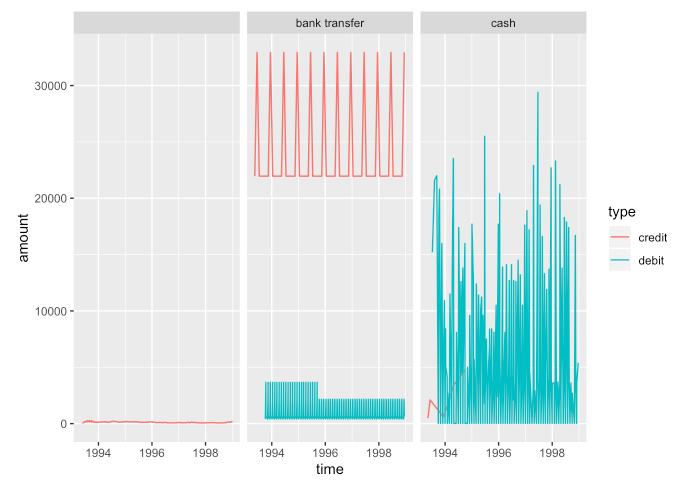 bank transfer
cash
30000
20000
10000
0
amount
1994
1996
1998
1994
1996
1998
1994
1996
1998
time
type
credit
debit